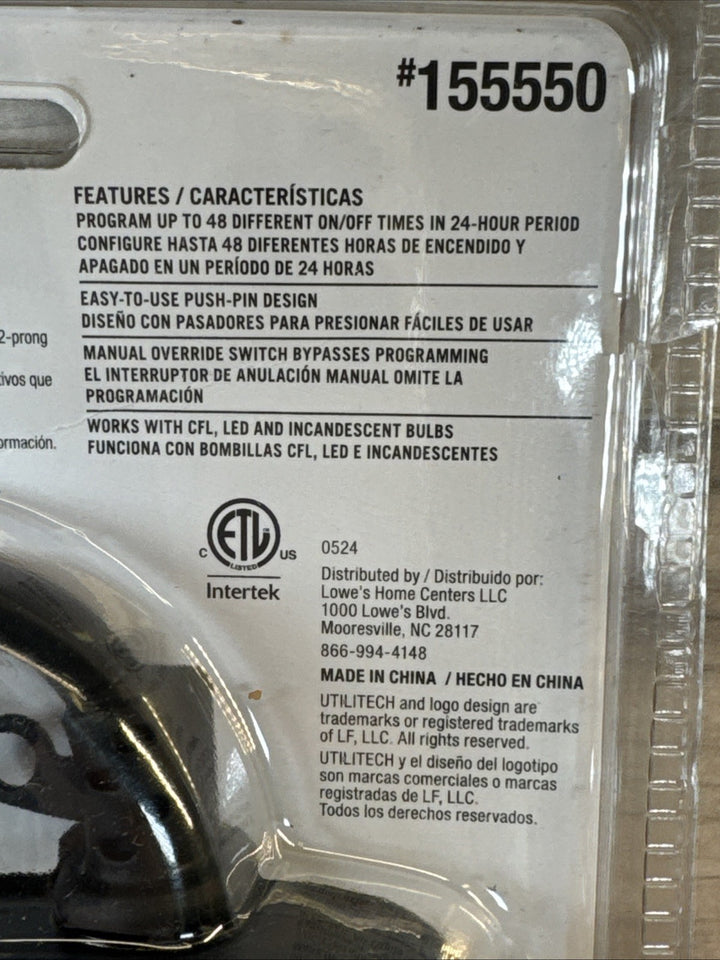 #155550
FEATURES / CARACTERÍSTICAS
PROGRAM UP TO 48 DIFFERENT ON/OFF TIMES IN 24-HOUR PERIOD
CONFIGURE HASTA 48 DIFERENTES HORAS DE ENCENDIDO Y
APAGADO EN UN PERÍODO DE 24 HORAS
EASY-TO-USE PUSH-PIN DESIGN
DISEÑO CON PASADORES PARA PRESIONAR FÁCILES DE USAR
2-prong
MANUAL OVERRIDE SWITCH BYPASSES PROGRAMMING
EL INTERRUPTOR DE ANULACIÓN MANUAL OMITE LA
PROGRAMACIÓN
ivos que
WORKS WITH CFL, LED AND INCANDESCENT BULBS
FUNCIONA CON BOMBILLAS CFL, LED E INCANDESCENTES
ormación.
C ETL US
LISTED
Intertek
0524
Distributed by / Distribuido por:
Lowe's Home Centers LLC
1000 Lowe's Blvd.
Mooresville, NC 28117
866-994-4148
MADE IN CHINA / HECHO EN CHINA
UTILITECH and logo design are
trademarks or registered trademarks
of LF, LLC. All rights reserved.
UTILITECH y el diseño del logotipo
son marcas comerciales o marcas
registradas de LF, LLC.
Todos los derechos reservados.